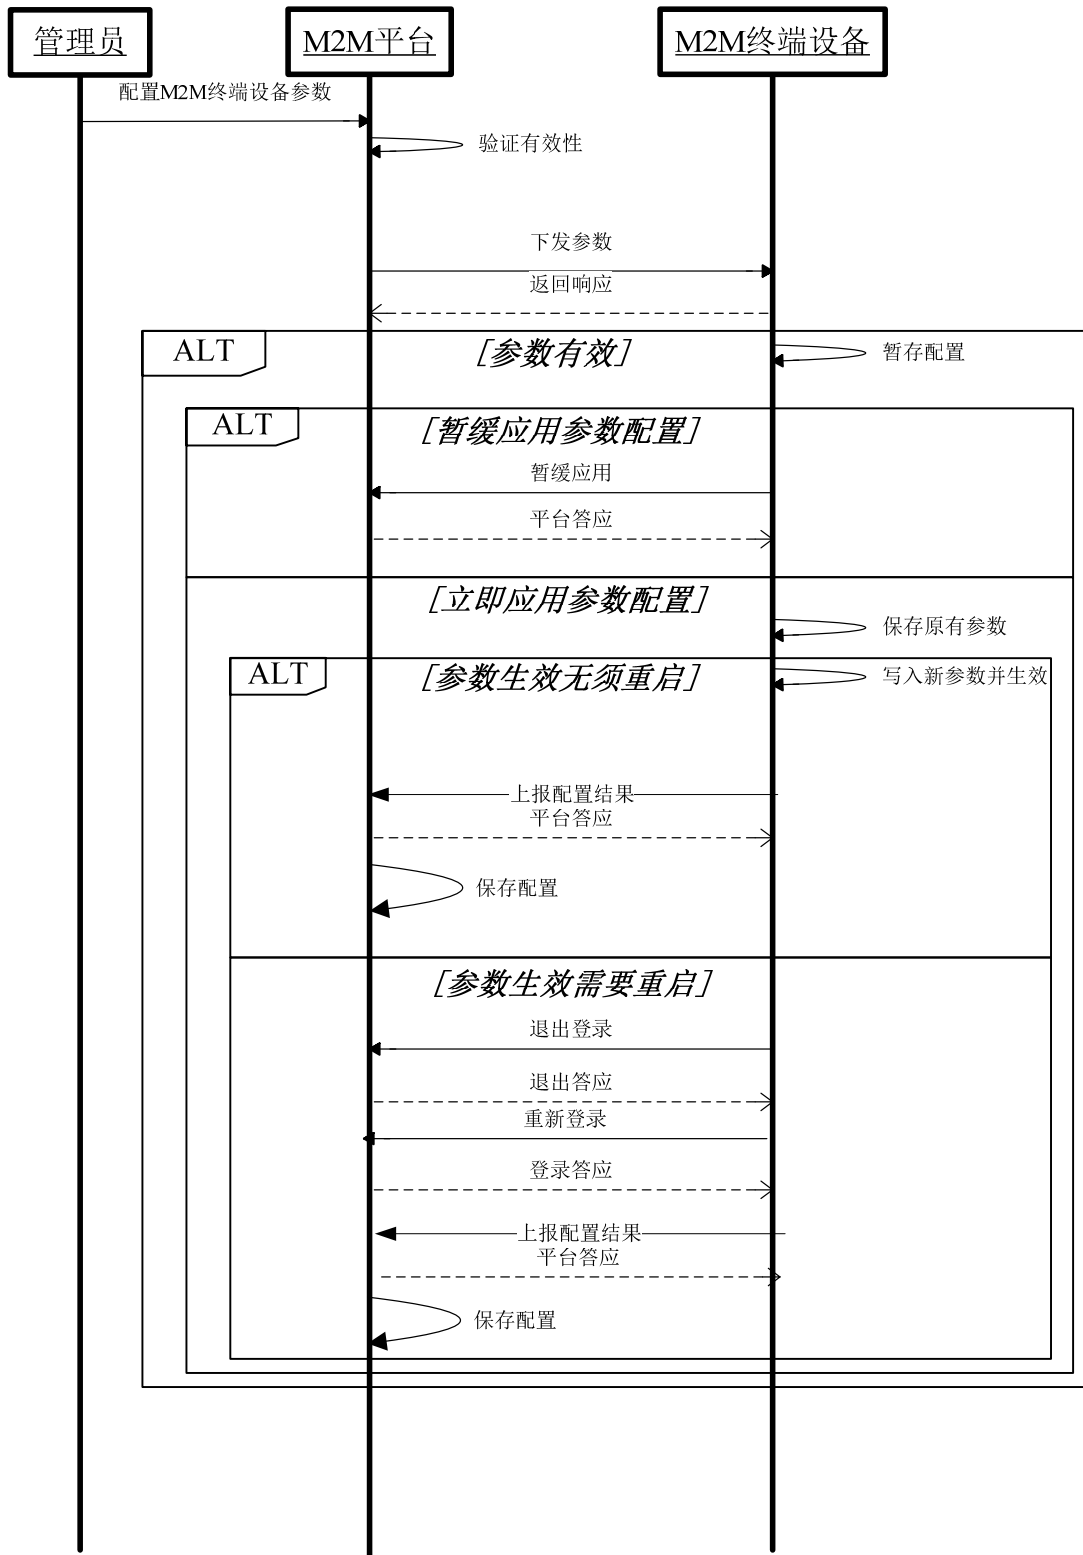 管理员
M2M平台
M2M终端设备
配置M2M终端设备参数
验证有效性
下发参数
返回响应
ALT
[参数有效]
暂存配置
ALT
[暂缓应用参数配置]
暂缓应用
平台答应
[立即应用参数配置]
保存原有参数
ALT
[参数生效无须重启]
写入新参数并生效
上报配置结果
平台答应
保存配置
[参数生效需要重启]
退出登录
退出答应
重新登录
登录答应
上报配置结果
平台答应
保存配置